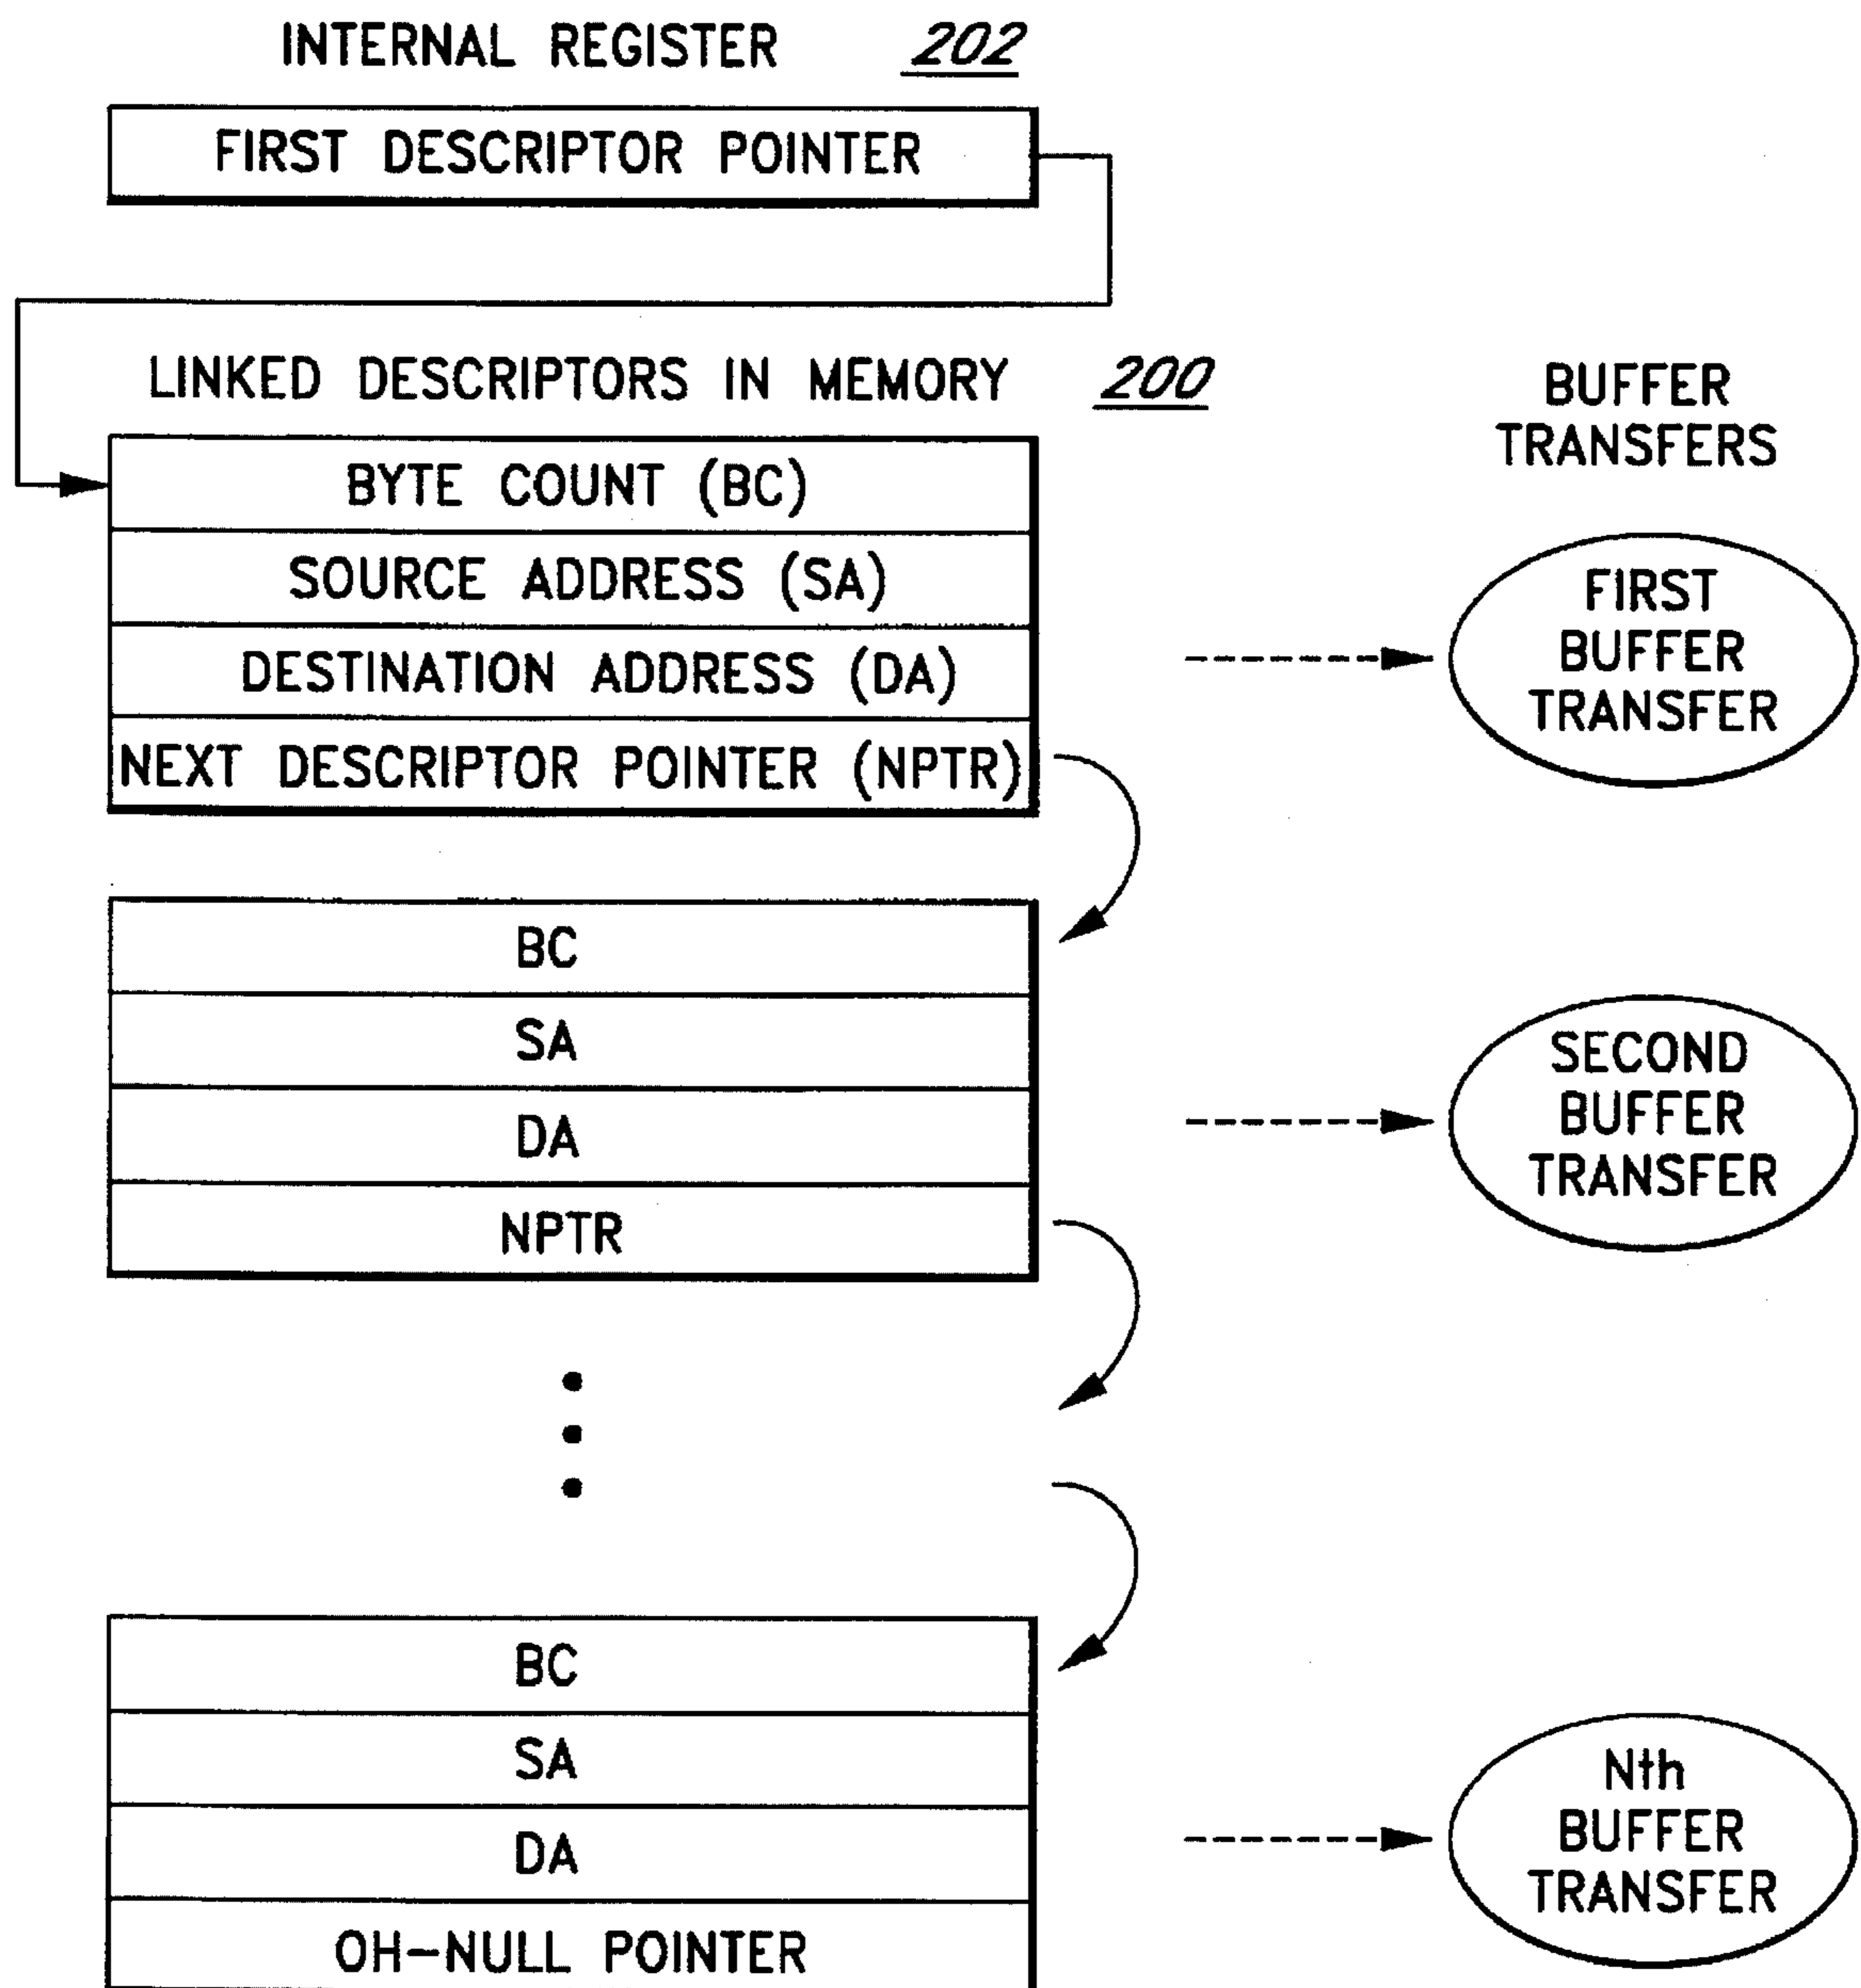 INTERNAL REGISTER 202
FIRST DESCRIPTOR POINTER
LINKED DESCRIPTORS IN MEMORY 200
BUFFER
TRANSFERS
BYTE COUNT (BC)
SOURCE ADDRESS (SA)
DESTINATION ADDRESS (DA)
NEXT DESCRIPTOR POINTER (NPTR)
FIRST
BUFFER
TRANSFER
BC
SA
DA
NPTR
SECOND
BUFFER
TRANSFER
BC
SA
DA
OH-NULL POINTER
Nth
BUFFER
TRANSFER